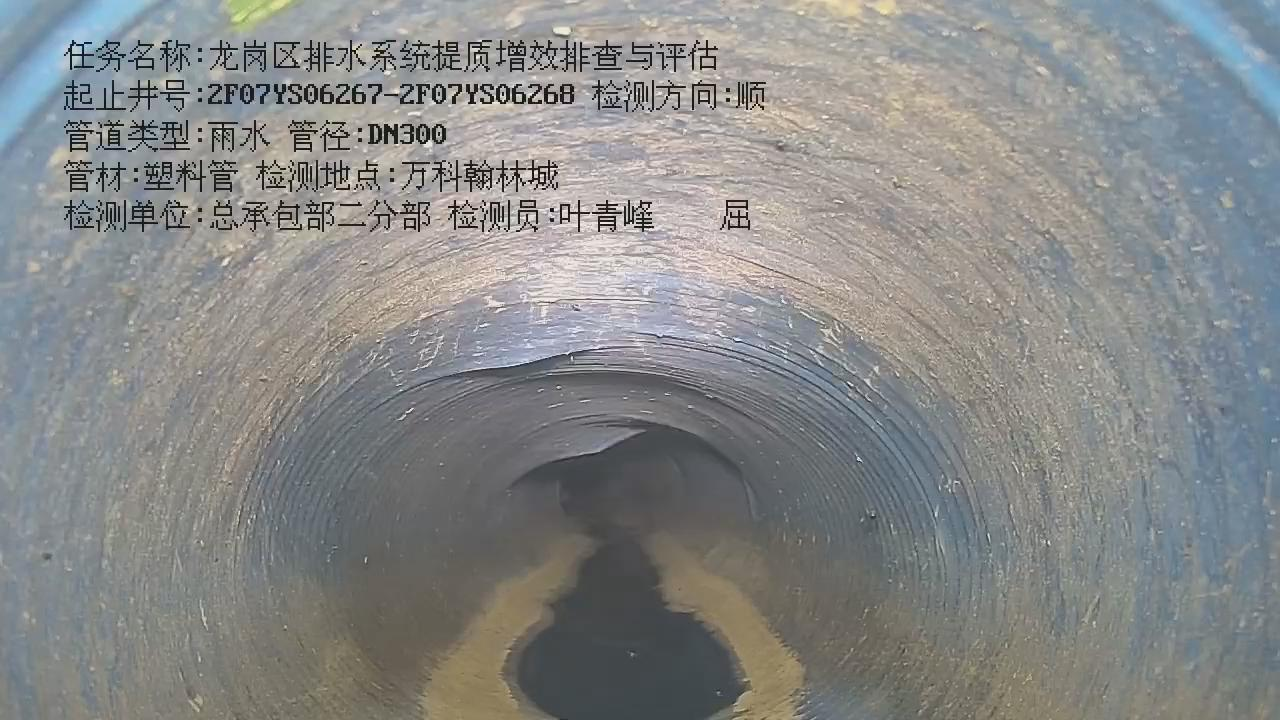 任务名称:龙岗区排水系统提质增效排查与评估
起止井号:2F07YS06267-2F07YS06268 检测方向:顺
管道类型:雨水 管径:DN300
管材:塑料管 检测地点:万科翰林城
检测单位:总承包部二分部 检测员:叶青峰 屈